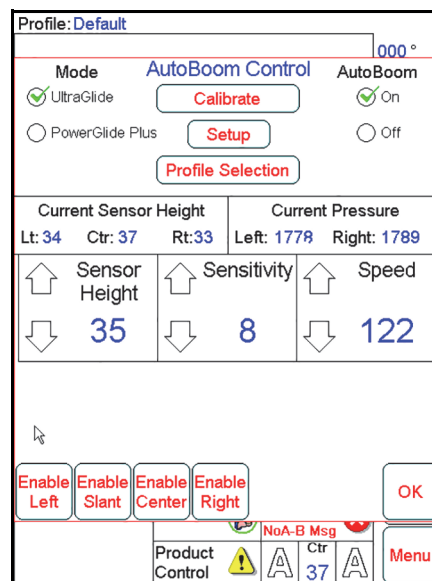 Profile: Default
000 °
Mode AutoBoom Control AutoBoom
UltraGlide Calibrate On
PowerGlide Plus Setup Off
Profile Selection
Current Sensor Height Current Pressure
Lt: 34 Ctr: 37 Rt:33 Left: 1778 Right: 1789
Sensor Height Sensitivity Speed
35 8 122
Enable Left Enable Slant Enable Center Enable Right OK
NoA-B Msg
Product Control A Ctr 37 A Menu